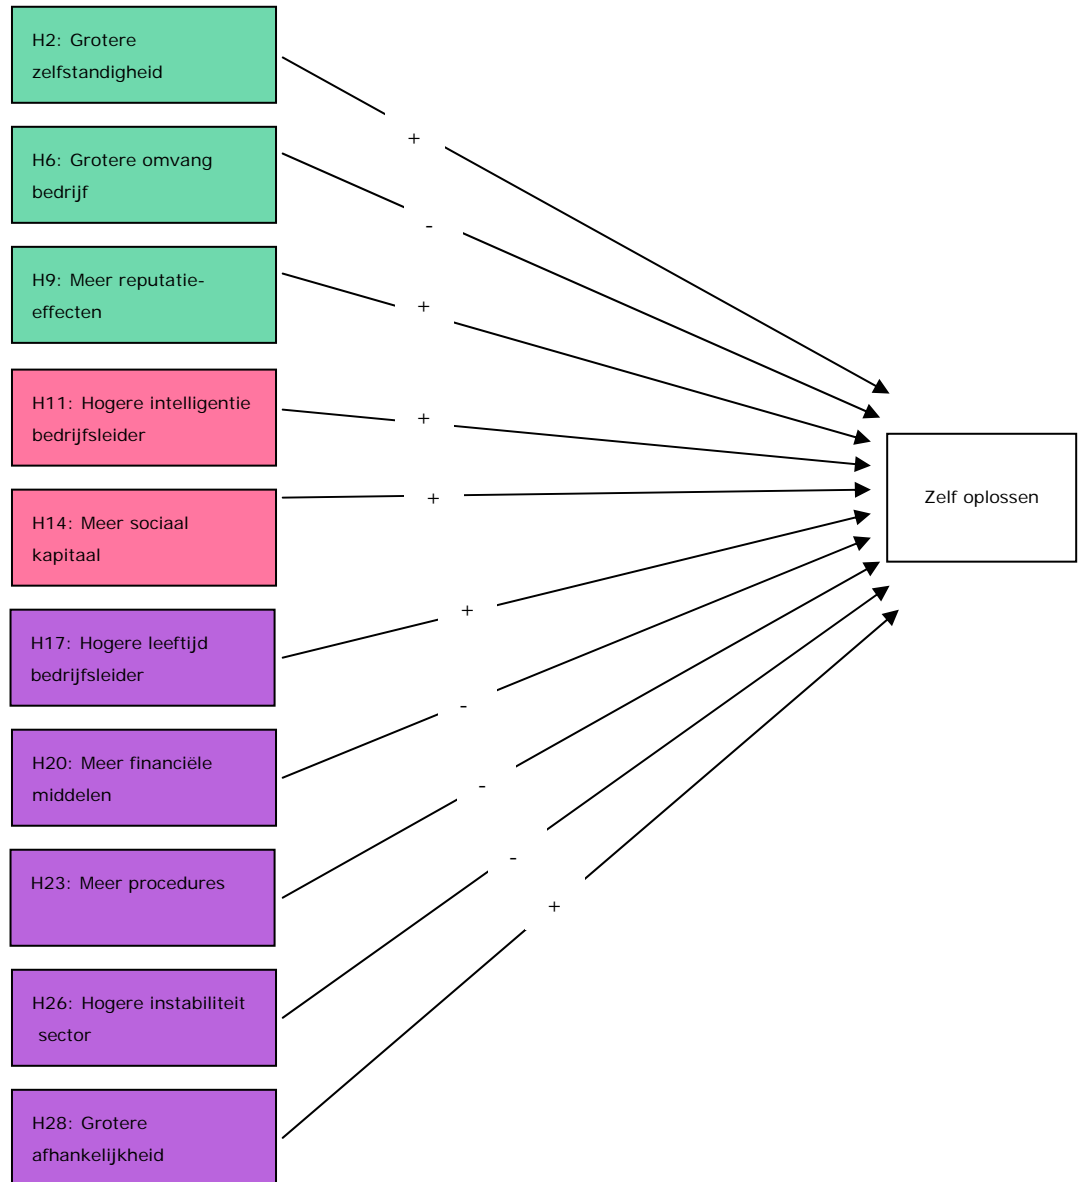 H2: Grotere
zelfstandigheid
+
H6: Grotere omvang
bedrijf
-
H9: Meer reputatie-
effecten
+
H11: Hogere intelligentie
bedrijfsleider
+
H14: Meer sociaal
kapitaal
+
Zelf oplossen
H17: Hogere leeftijd
bedrijfsleider
+
H20: Meer financiële
middelen
-
H23: Meer procedures
-
H26: Hogere instabiliteit
sector
-
H28: Grotere
afhankelijkheid
+